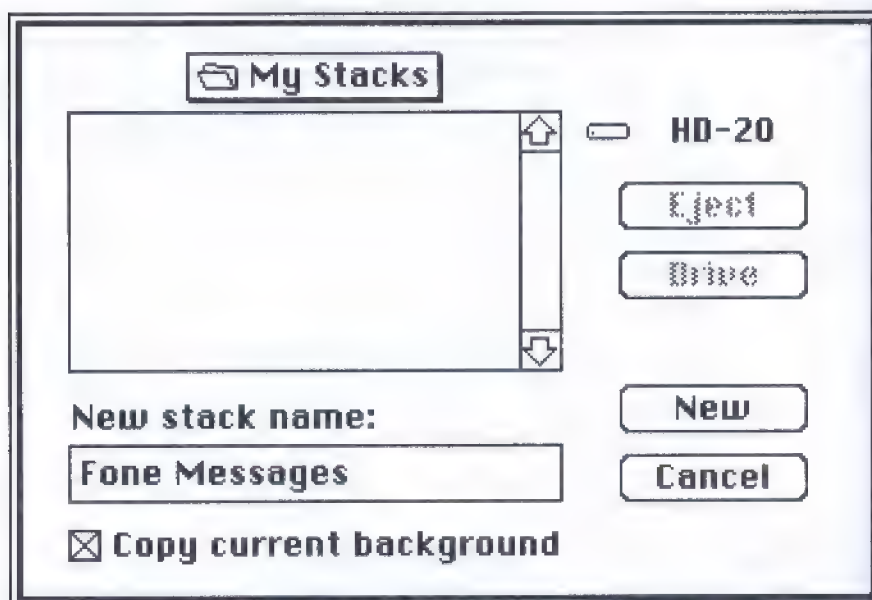 My Stacks
HD-20
Eject
Drive
New stack name:
New
Fone Messages
Cancel
Copy current background